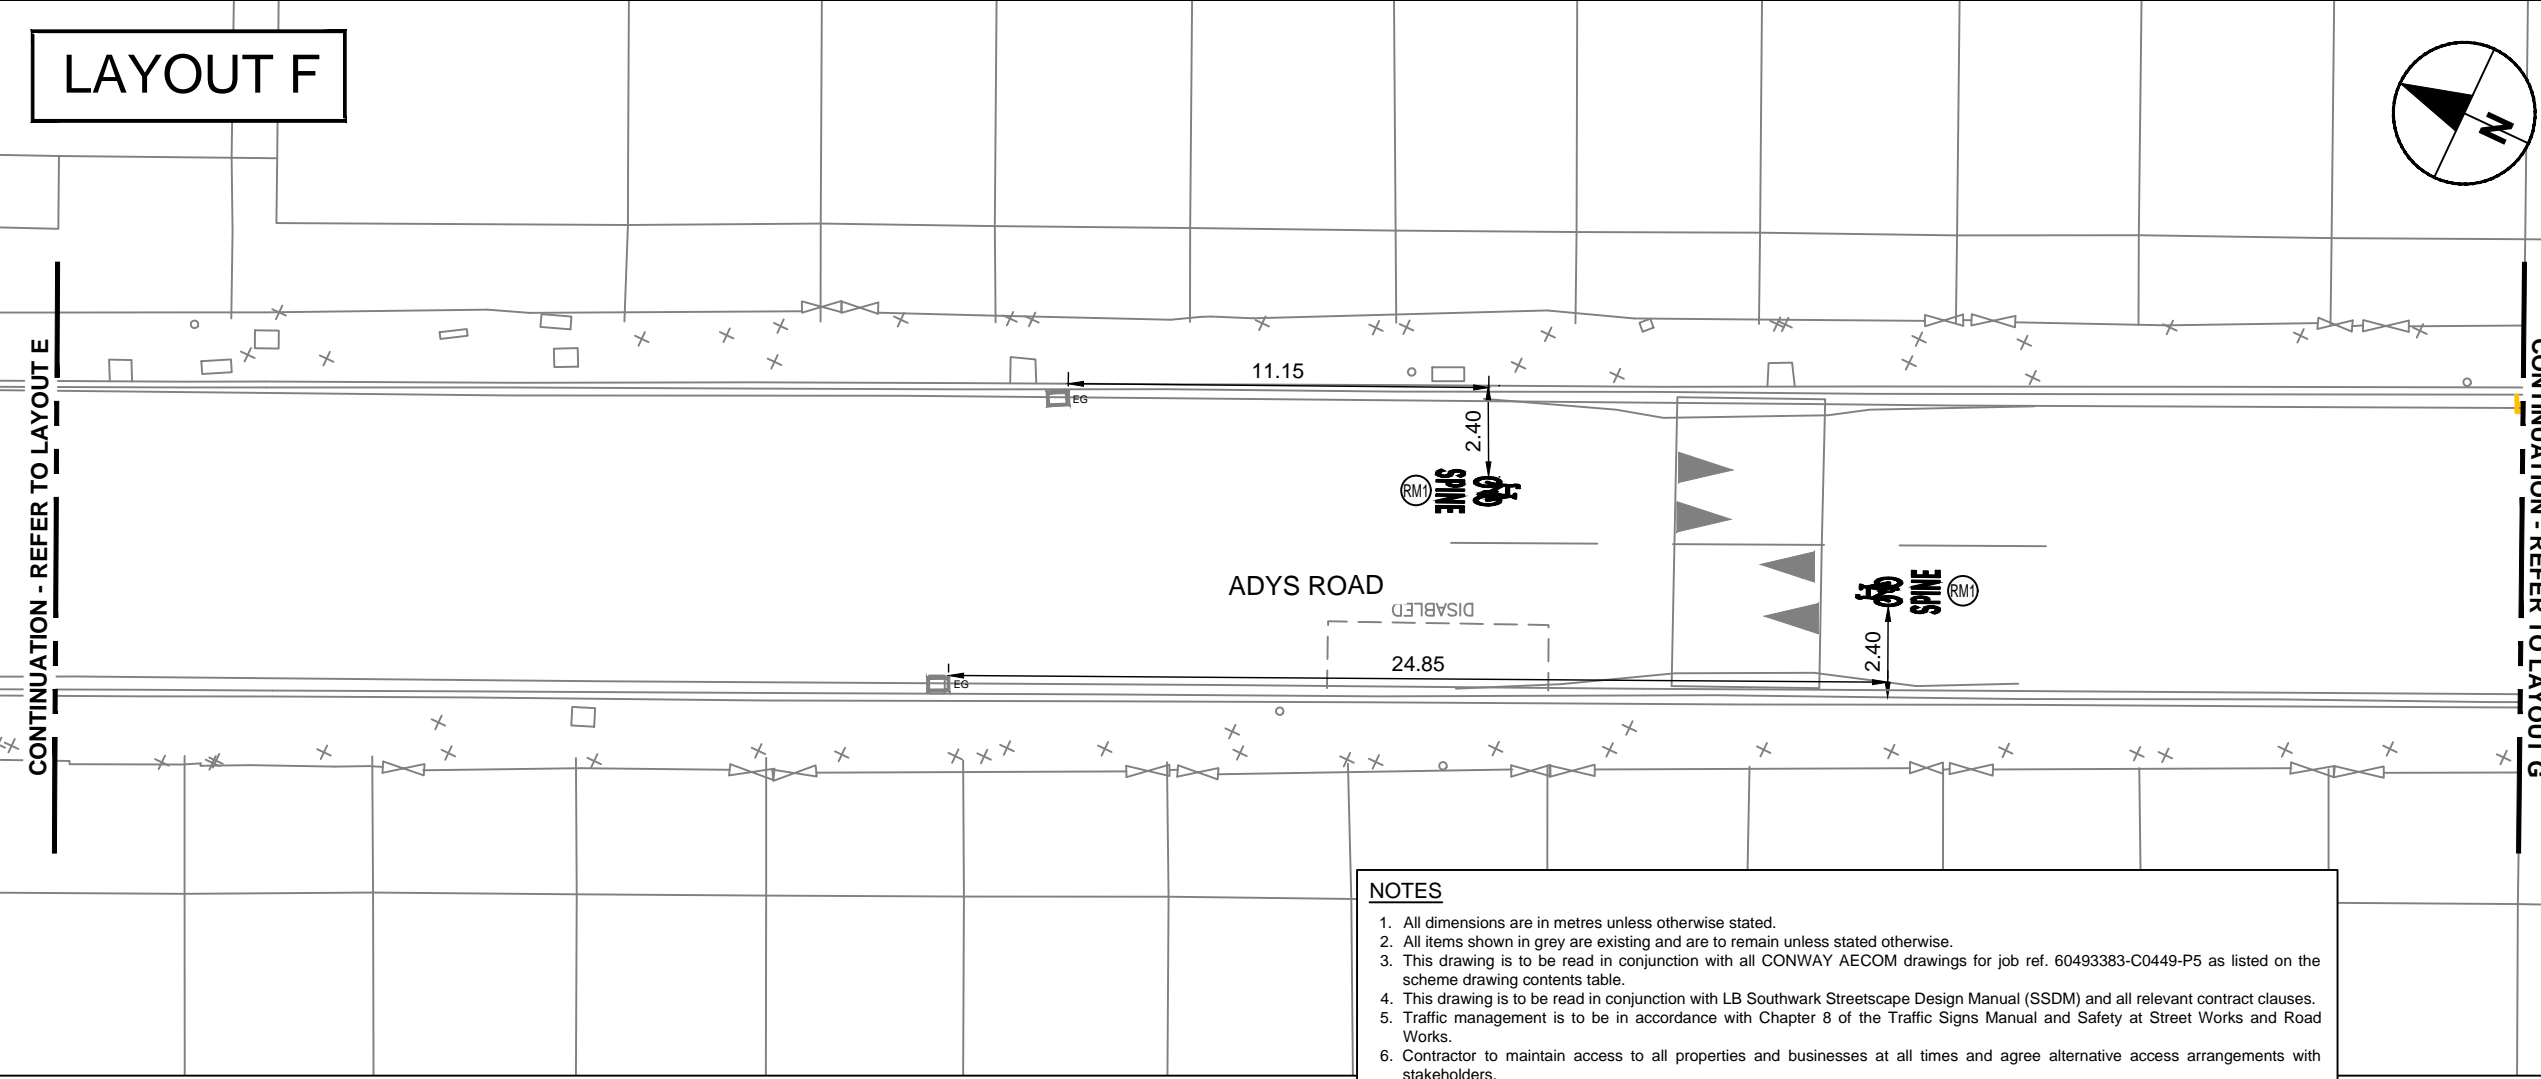 LAYOUT F
N
CONTINUATION - REFER TO LAYOUT E
CONTINUATION - REFER TO LAYOUT G
11.15
EG
2.40
RM1
SPINE
ADYS ROAD
DISABLED
SPINE
RM1
2.40
24.85
EG
NOTES
1. All dimensions are in metres unless otherwise stated.
2. All items shown in grey are existing and are to remain unless stated otherwise.
3. This drawing is to be read in conjunction with all CONWAY AECOM drawings for job ref. 60493383-C0449-P5 as listed on the
scheme drawing contents table.
4. This drawing is to be read in conjunction with LB Southwark Streetscape Design Manual (SSDM) and all relevant contract clauses.
5. Traffic management is to be in accordance with Chapter 8 of the Traffic Signs Manual and Safety at Street Works and Road
Works.
6. Contractor to maintain access to all properties and businesses at all times and agree alternative access arrangements with
stakeholders.